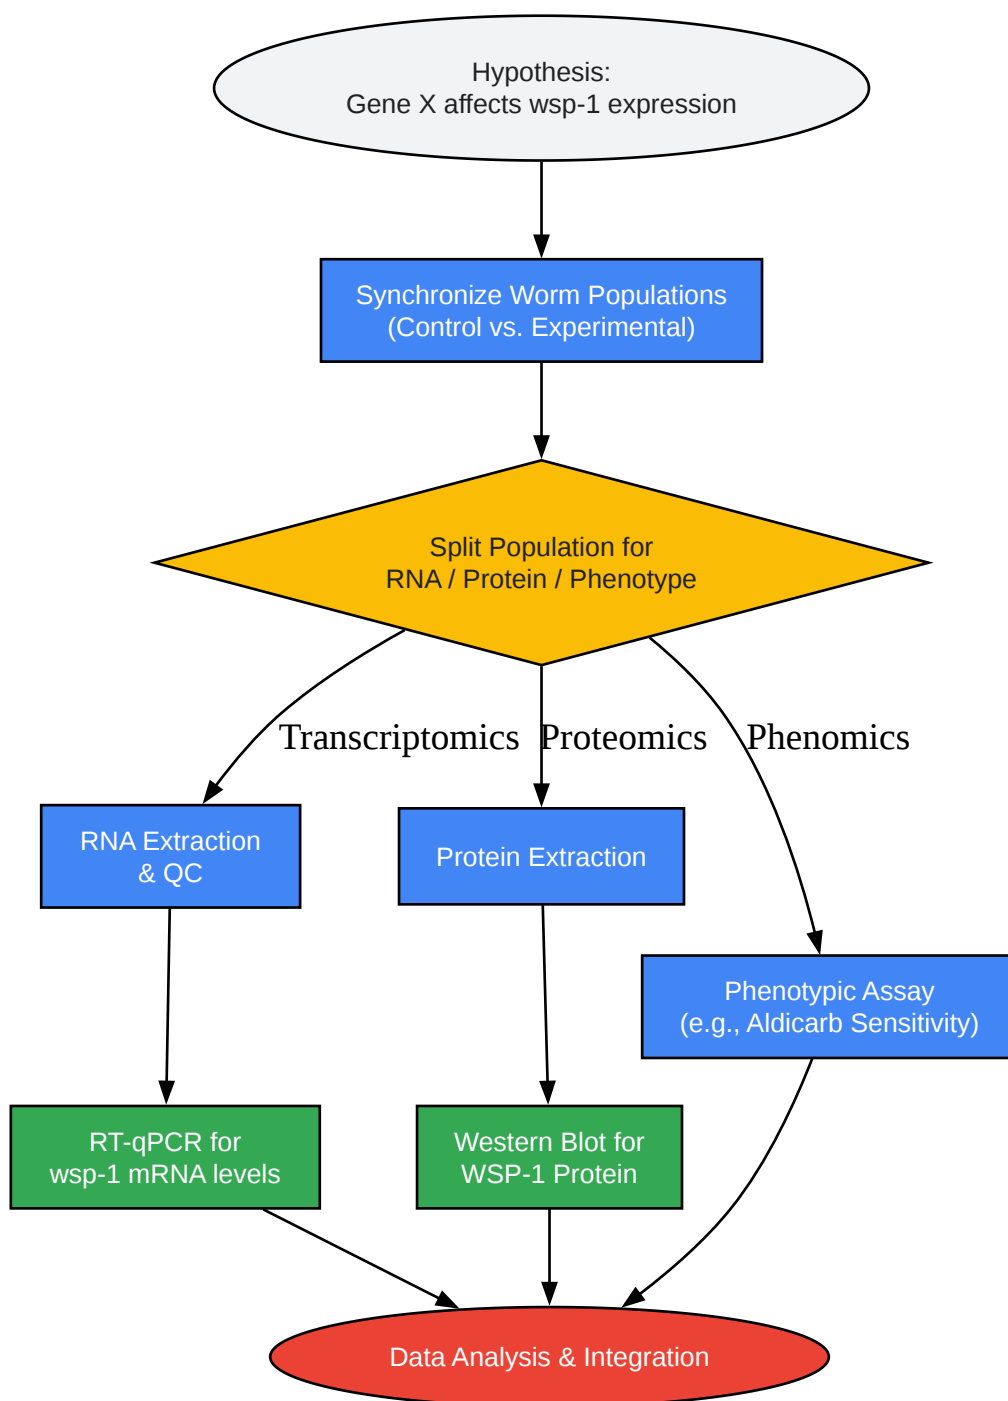 Hypothesis:
Gene X affects wsp-1 expression
Synchronize Worm Populations
(Control vs. Experimental)
Split Population for
RNA / Protein / Phenotype
Transcriptomics
Proteomics
Phenomics
RNA Extraction
& QC
Protein Extraction
Phenotypic Assay
(e.g., Aldicarb Sensitivity)
RT-qPCR for
wsp-1 mRNA levels
Western Blot for
WSP-1 Protein
Data Analysis & Integration